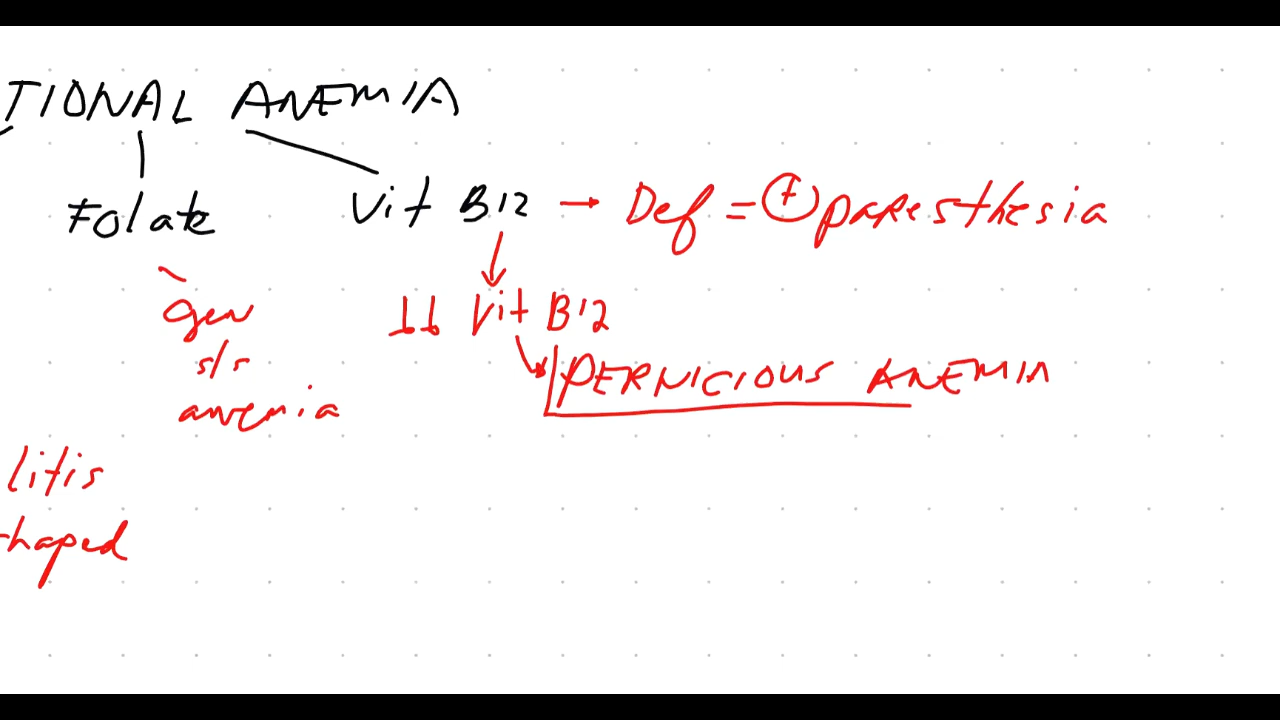 TIONAL ANEMIA
Folate
Vit B12 → Def = ⊕ paresthesia
gen
s/s
anemia
↓↓ Vit B12
PERNICIOUS ANEMIA
litis
shaped